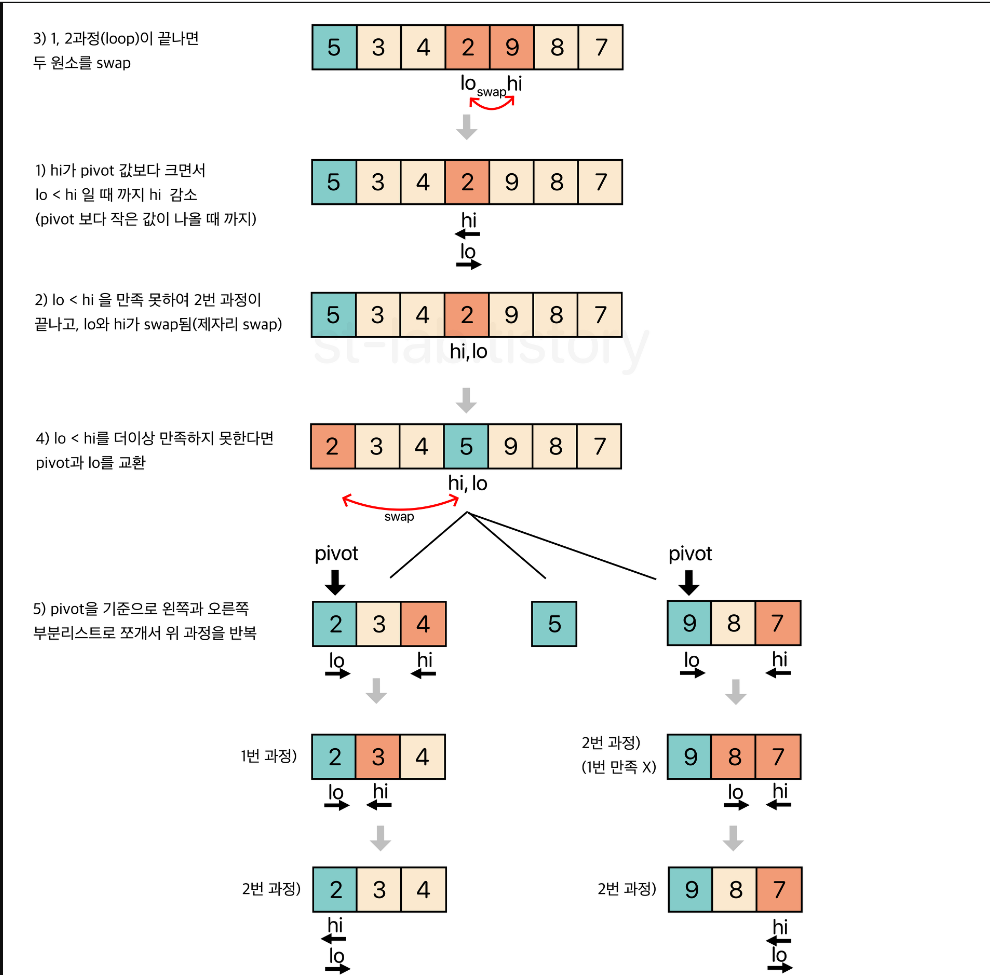 3) 1, 2과정(loop)이 끝나면
두 원소를 swap
5 3 4 2 9 8 7
lo swap hi
1) hi가 pivot 값보다 크면서
lo < hi 일 때 까지 hi 감소
(pivot 보다 작은 값이 나올 때 까지)
5 3 4 2 9 8 7
hi
lo
2) lo < hi 을 만족 못하여 2번 과정이
끝나고, lo와 hi가 swap됨(제자리 swap)
5 3 4 2 9 8 7
hi, lo
st-lab.tistory
4) lo < hi를 더이상 만족하지 못한다면
pivot과 lo를 교환
2 3 4 5 9 8 7
hi, lo
swap
pivot pivot
5) pivot을 기준으로 왼쪽과 오른쪽
부분리스트로 쪼개서 위 과정을 반복
2 3 4 5 9 8 7
lo hi lo hi
1번 과정) 2 3 4
lo hi
2번 과정)
(1번 만족 X)
9 8 7
lo hi
2번 과정) 2 3 4
hi
lo
2번 과정) 9 8 7
hi
lo